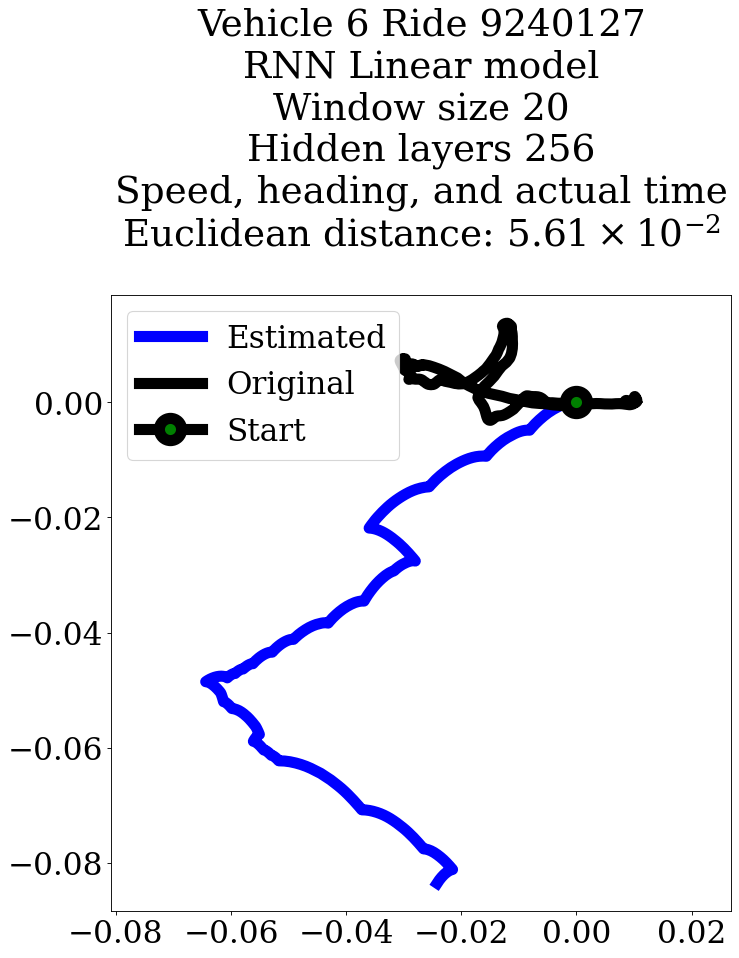 Vehicle 6 Ride 9240127
RNN Linear model
Window size 20
Hidden layers 256
Speed, heading, and actual time
Euclidean distance: 5.61 × 10⁻²
Estimated
Original
Start
0.00
−0.02
−0.04
−0.06
−0.08
−0.08 −0.06 −0.04 −0.02 0.00 0.02